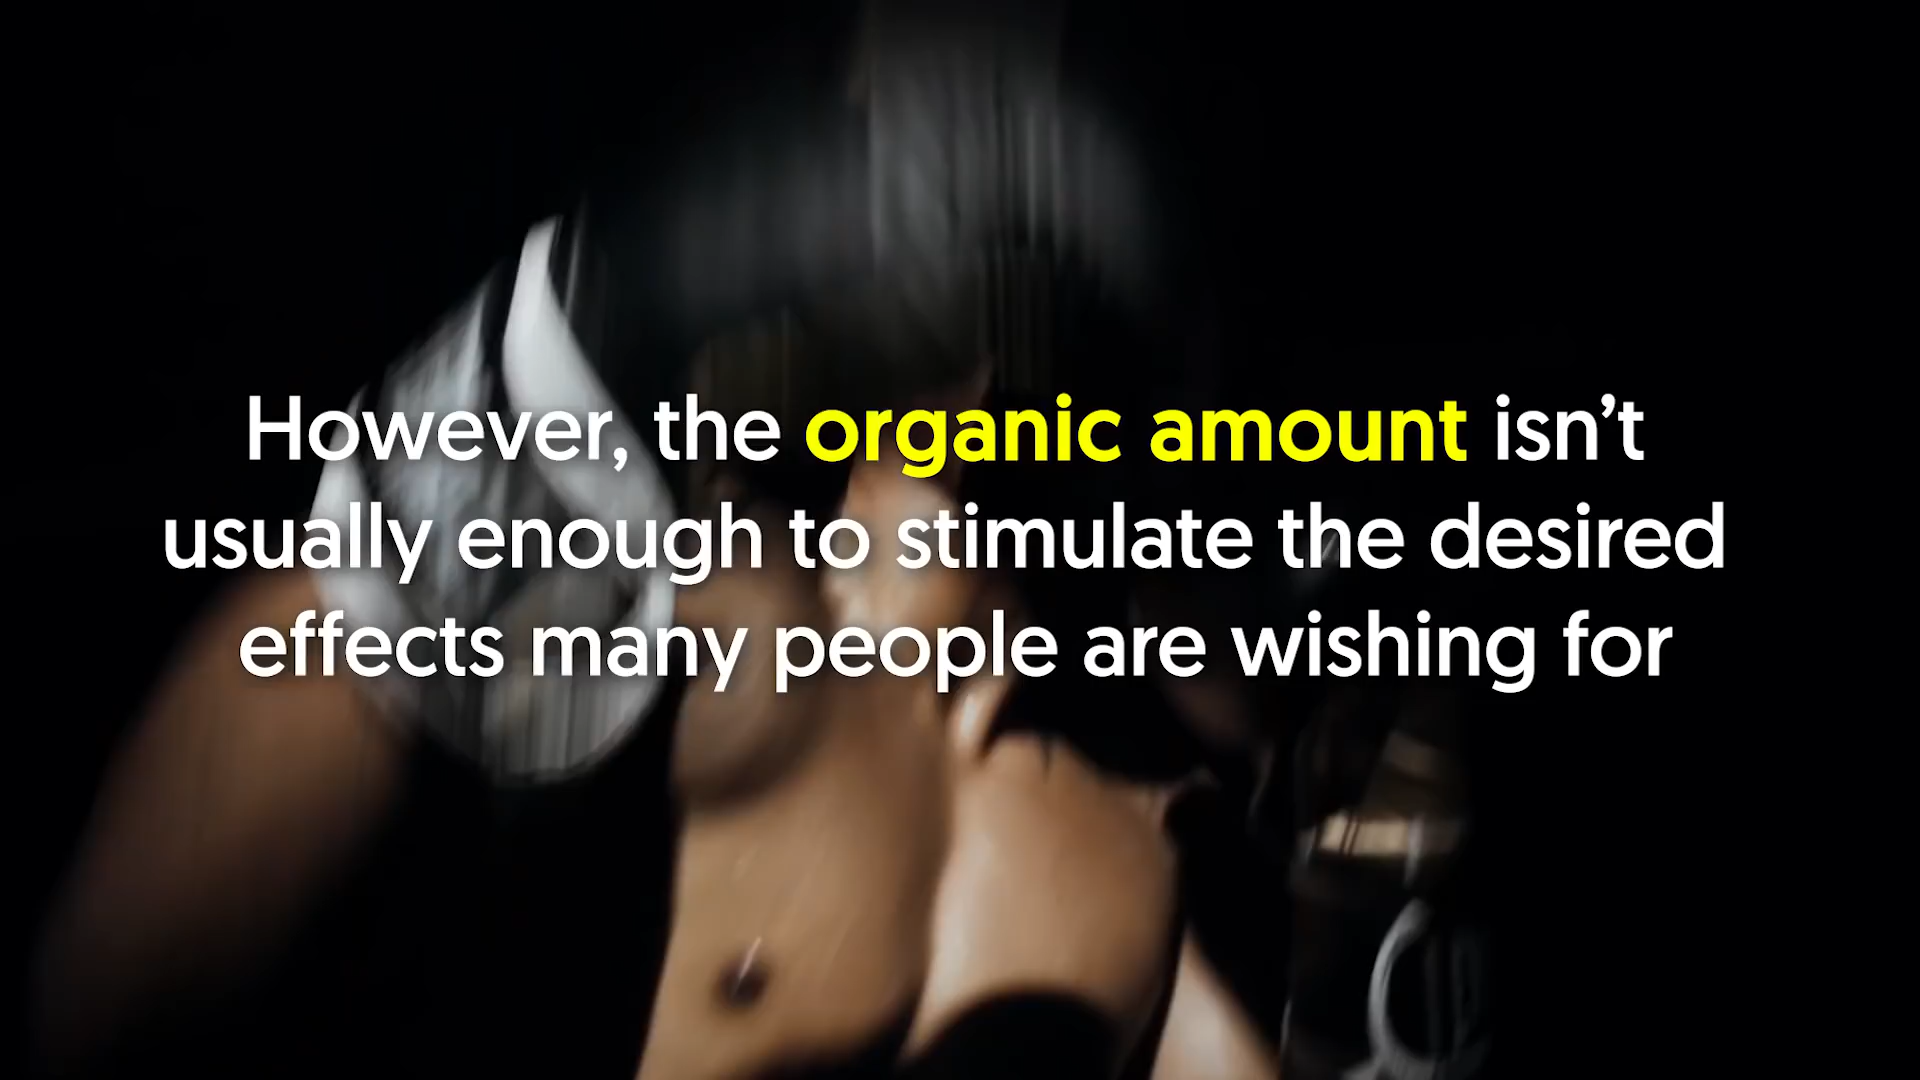 However, the organic amount isn’t
usually enough to stimulate the desired
effects many people are wishing for